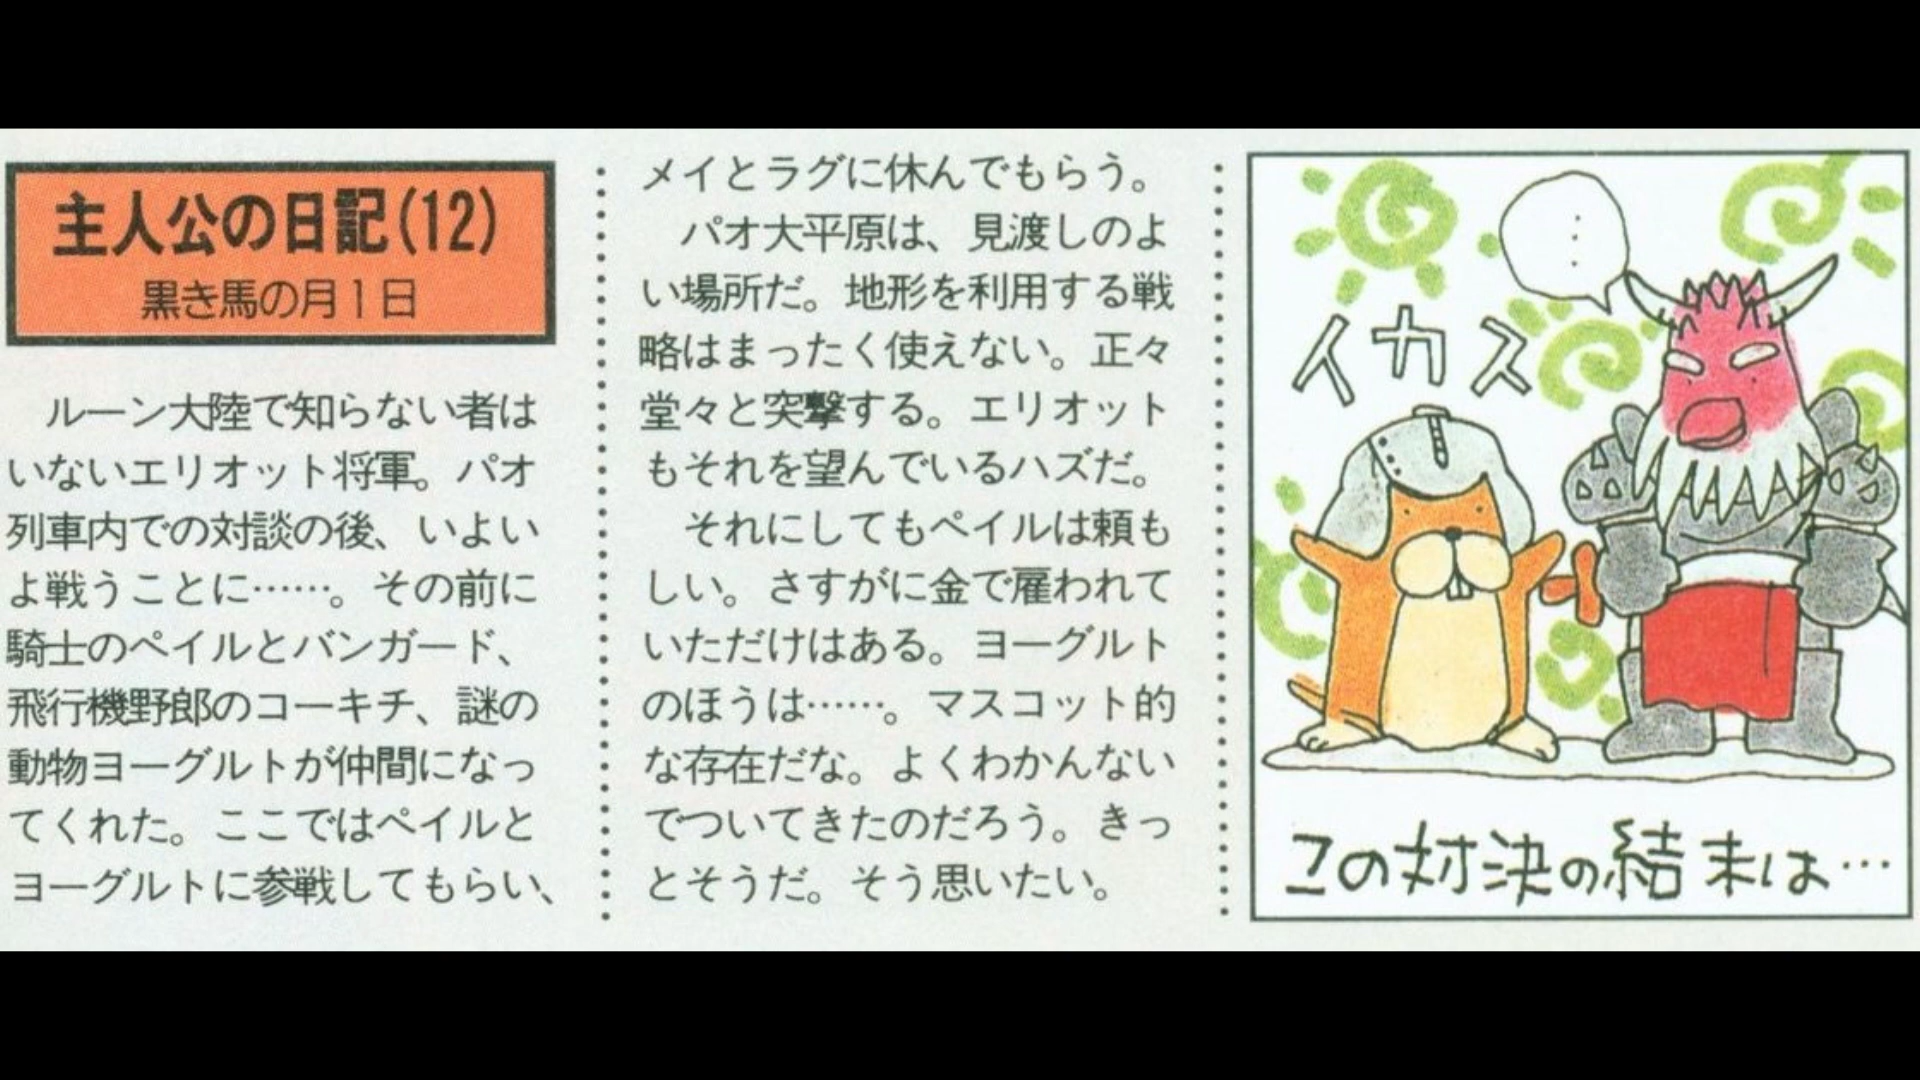 主人公の日記(12)
黒き馬の月1日
ルーン大陸で知らない者は
いないエリオット将軍。パオ
列車内での対談の後、いよい
よ戦うことに……。その前に
騎士のペイルとバンガード、
飛行機野郎のコーキチ、謎の
動物ヨーグルトが仲間になっ
てくれた。ここではペイルと
ヨーグルトに参戦してもらい、
メイとラグに休んでもらう。
パオ大平原は、見渡しのよ
い場所だ。地形を利用する戦
略はまったく使えない。正々
堂々と突撃する。エリオット
もそれを望んでいるハズだ。
それにしてもペイルは頼も
しい。さすがに金で雇われて
いただけはある。ヨーグルト
のほうは……。マスコット的
な存在だな。よくわかんない
でついてきたのだろう。きっ
とそうだ。そう思いたい。
…
イカス
この対決の結末は…